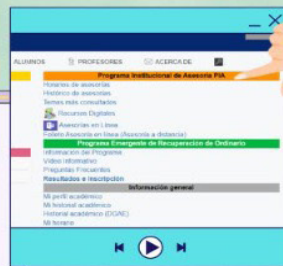 ALUMNOS PROFESORES ACERCA DE
Programa Institucional de Asesoría PIA
Horarios de asesorías
Histórico de asesorías
Temas más consultados
Recursos Digitales
Asesorías en Línea
Folleto Asesoría en línea (Asesoría a distancia)
Programa Emergente de Recuperación de Ordinario
Información del Programa
Video informativo
Preguntas Frecuentes
Resultados e inscripción
Información general
Mi perfil académico
Mi historial académico
Historial académico (DGAE)
Mi horario